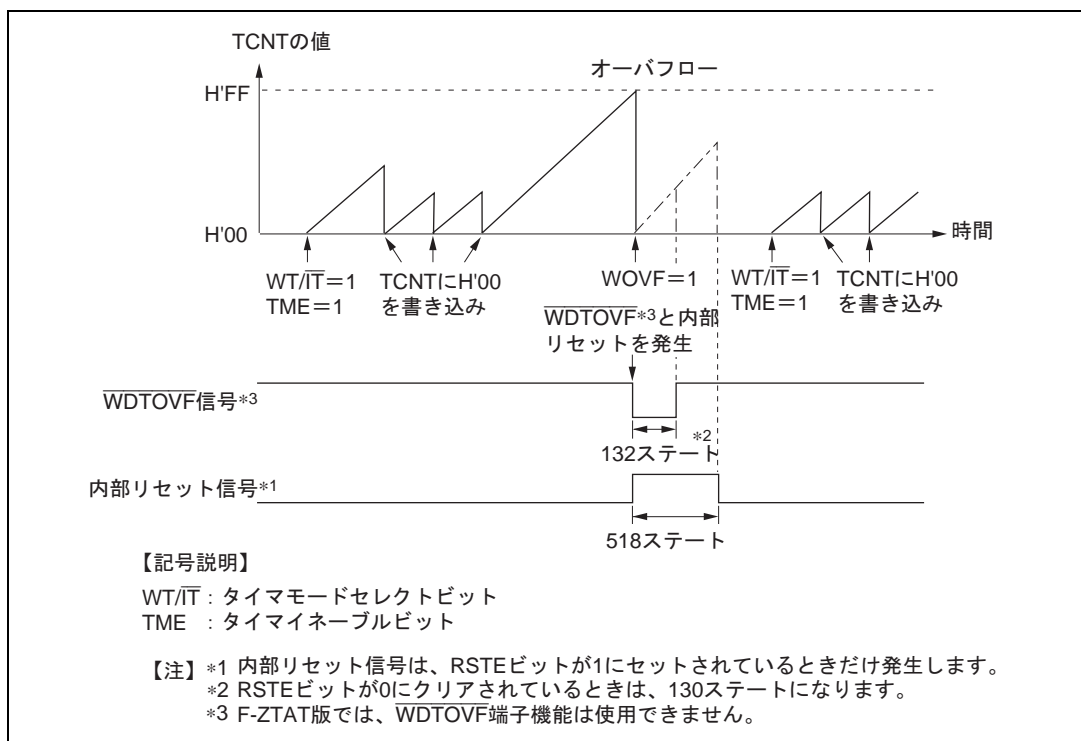 TCNTの値
オーバフロー
H'FF
H'00
時間
WT/IT＝1
TME＝1
TCNTにH'00
を書き込み
WOVF＝1
WT/IT＝1
TME＝1
TCNTにH'00
を書き込み
WDTOVF*3と内部
リセットを発生
WDTOVF信号*3
132ステート*2
内部リセット信号*1
518ステート
【記号説明】
WT/IT : タイマモードセレクトビット
TME : タイマイネーブルビット
【注】*1 内部リセット信号は、RSTEビットが1にセットされているときだけ発生します。
*2 RSTEビットが0にクリアされているときは、130ステートになります。
*3 F-ZTAT版では、WDTOVF端子機能は使用できません。